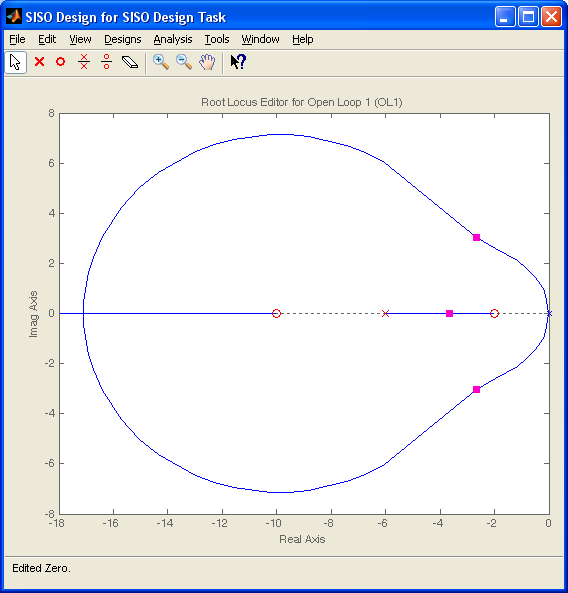 SISO Design for SISO Design Task
File Edit View Designs Analysis Tools Window Help
Root Locus Editor for Open Loop 1 (OL1)
8
6
4
2
0
-2
-4
-6
-8
Imag Axis
-18 -16 -14 -12 -10 -8 -6 -4 -2 0
Real Axis
Edited Zero.